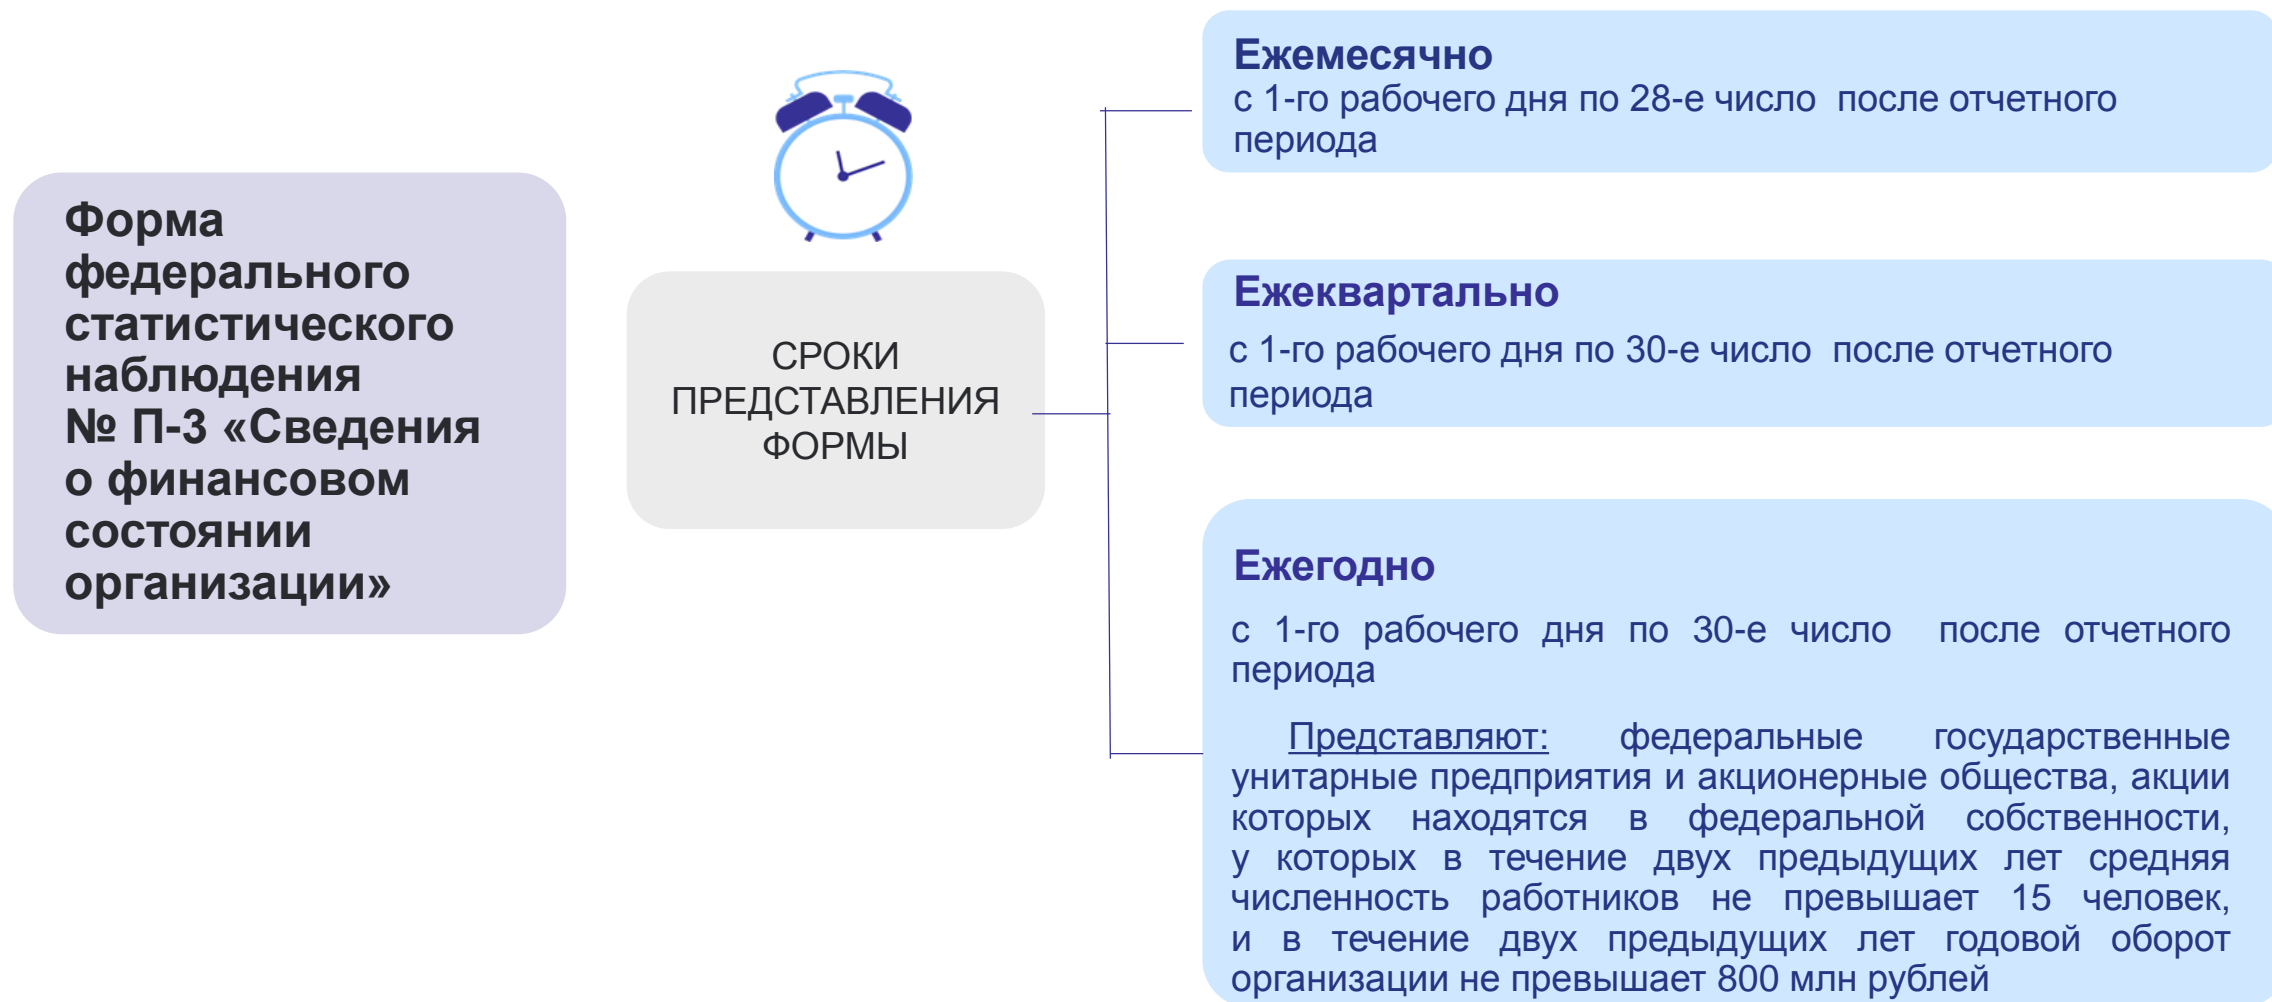 Форма
федерального
статистического
наблюдения
№ П-3 «Сведения
о финансовом
состоянии
организации»
СРОКИ
ПРЕДСТАВЛЕНИЯ
ФОРМЫ
Ежемесячно
с 1-го рабочего дня по 28-е число после отчетного
периода
Ежеквартально
с 1-го рабочего дня по 30-е число после отчетного
периода
Ежегодно
с 1-го рабочего дня по 30-е число после отчетного
периода
Представляют: федеральные государственные
унитарные предприятия и акционерные общества, акции
которых находятся в федеральной собственности,
у которых в течение двух предыдущих лет средняя
численность работников не превышает 15 человек,
и в течение двух предыдущих лет годовой оборот
организации не превышает 800 млн рублей